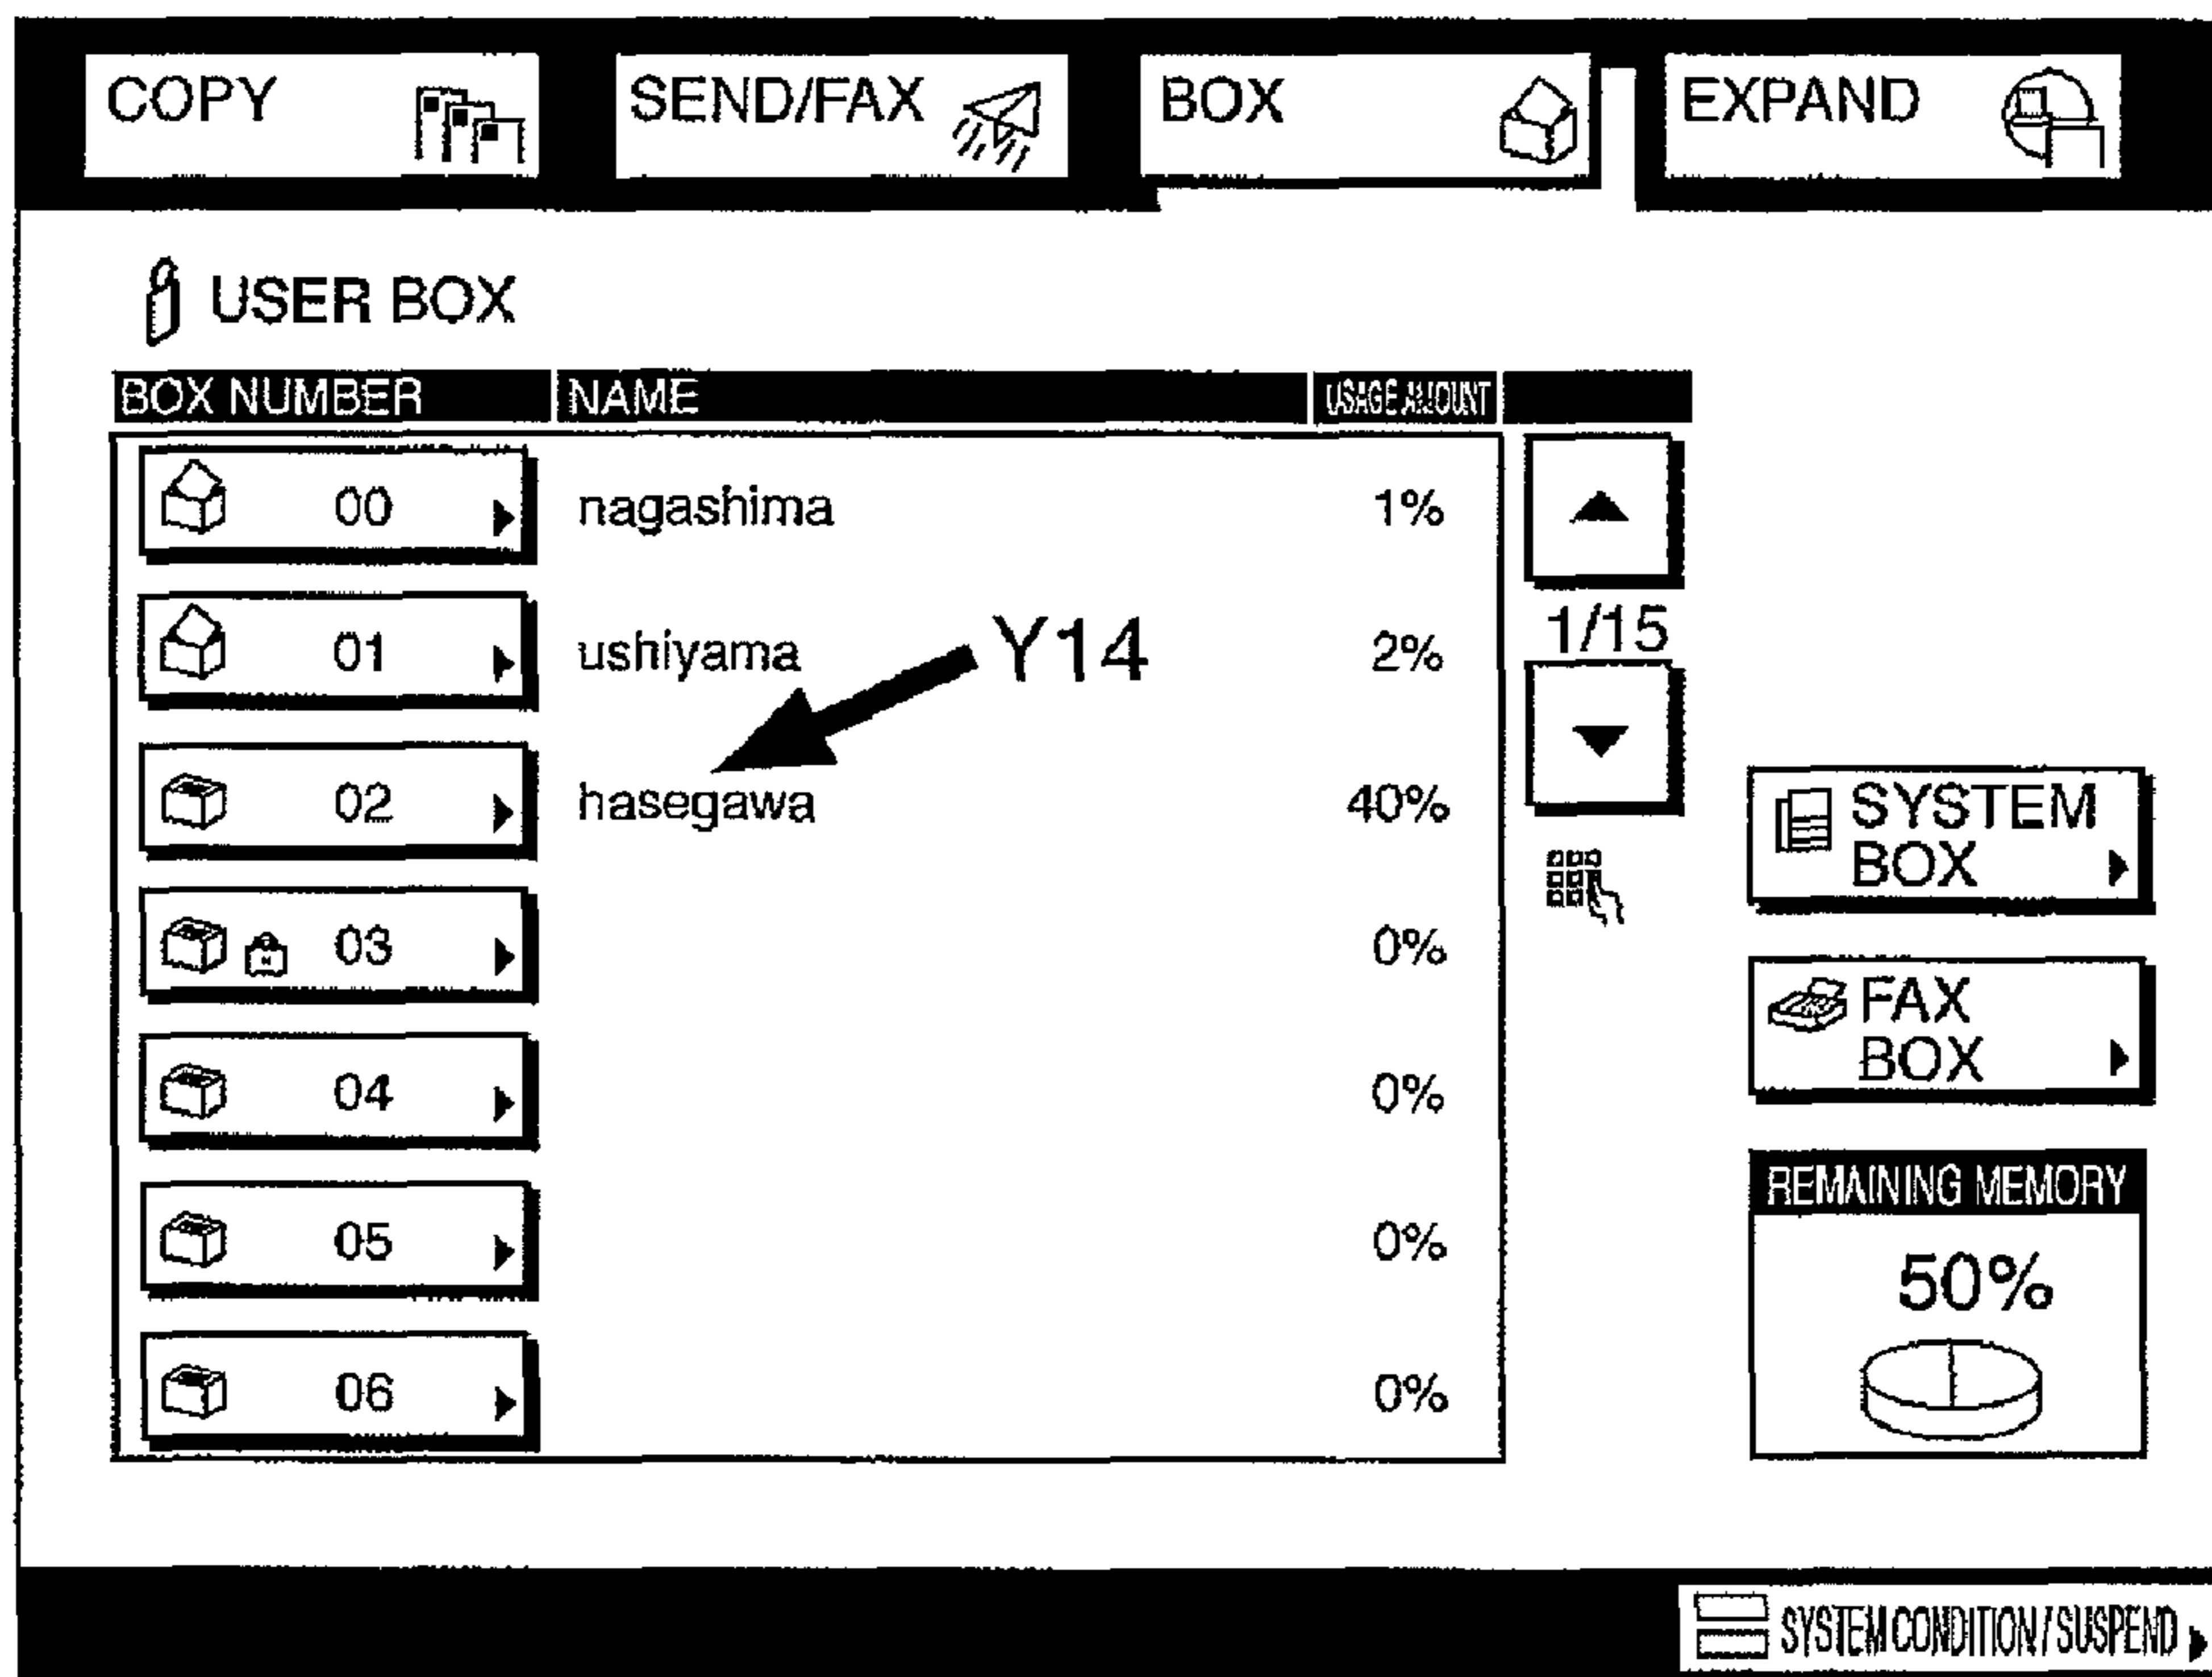 COPY SEND/FAX BOX EXPAND
USER BOX
BOX NUMBER NAME USAGE AMOUNT
00 nagashima 1%
01 ushiyama Y14 2% 1/15
02 hasegawa 40%
SYSTEM
BOX
03 0%
FAX
BOX
04 0%
REMAINING MEMORY
05 0%
50%
06 0%
SYSTEM CONDITION / SUSPEND